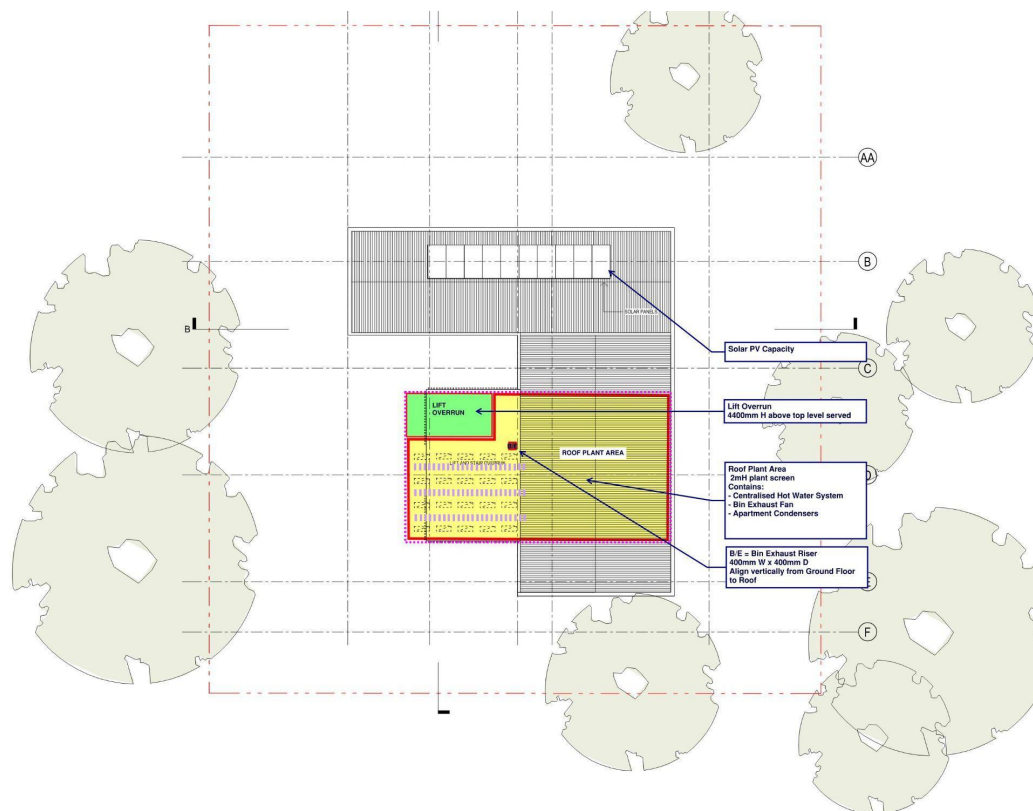 AA
B
SOLAR PANELS
B
Solar PV Capacity
C
LIFT
OVERRUN
Lift Overrun
4400mm H above top level served
ROOF PLANT AREA
LIFT AND STAIR OVERRUN
Roof Plant Area
2mH plant screen
Contains:
- Centralised Hot Water System
- Bin Exhaust Fan
- Apartment Condensers
D
B/E = Bin Exhaust Riser
400mm W x 400mm D
Align vertically from Ground Floor
to Roof
E
F